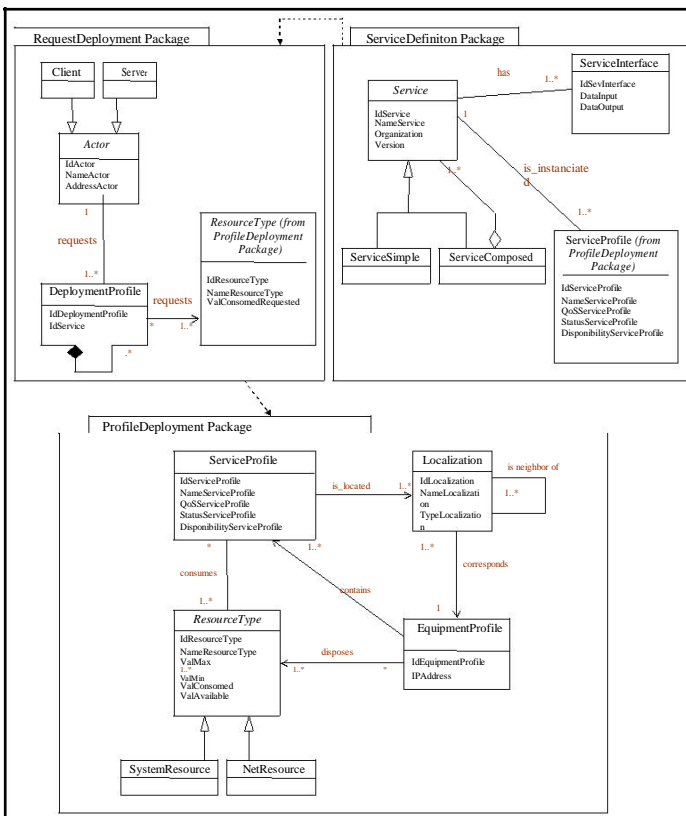 RequestDeployment Package
Client
Server
Actor
IdActor
NameActor
AddressActor
1
requests
1..*
DeploymentProfile
IdDeploymentProfile
IdService
.*
requests
*
1..*
ResourceType (from
ProfileDeployment
Package)
IdResourceType
NameResourceType
ValConsomedRequested
ServiceDefiniton Package
Service
IdService
NameService
Organization
Version
has
1..*
ServiceInterface
IdSevInterface
DataInput
DataOutput
1
is_instanciate
d
1..*
1..*
ServiceSimple
ServiceComposed
ServiceProfile (from
ProfileDeployment
Package)
IdServiceProfile
NameServiceProfile
QoSServiceProfile
StatusServiceProfile
DisponibilityServiceProfile
ProfileDeployment Package
ServiceProfile
IdServiceProfile
NameServiceProfile
QoSServiceProfile
StatusServiceProfile
DisponibilityServiceProfile
is_located
1..*
Localization
IdLocalization
NameLocalizati
on
TypeLocalizatio
n
is neighbor of
1..*
*
1..*
1..*
consumes
contains
corresponds
1..*
1
ResourceType
IdResourceType
NameResourceType
ValMax
1..*
ValMin
ValConsomed
ValAvailable
disposes
1..*
*
EquipmentProfile
IdEquipmentProfile
IPAddress
SystemResource
NetResource